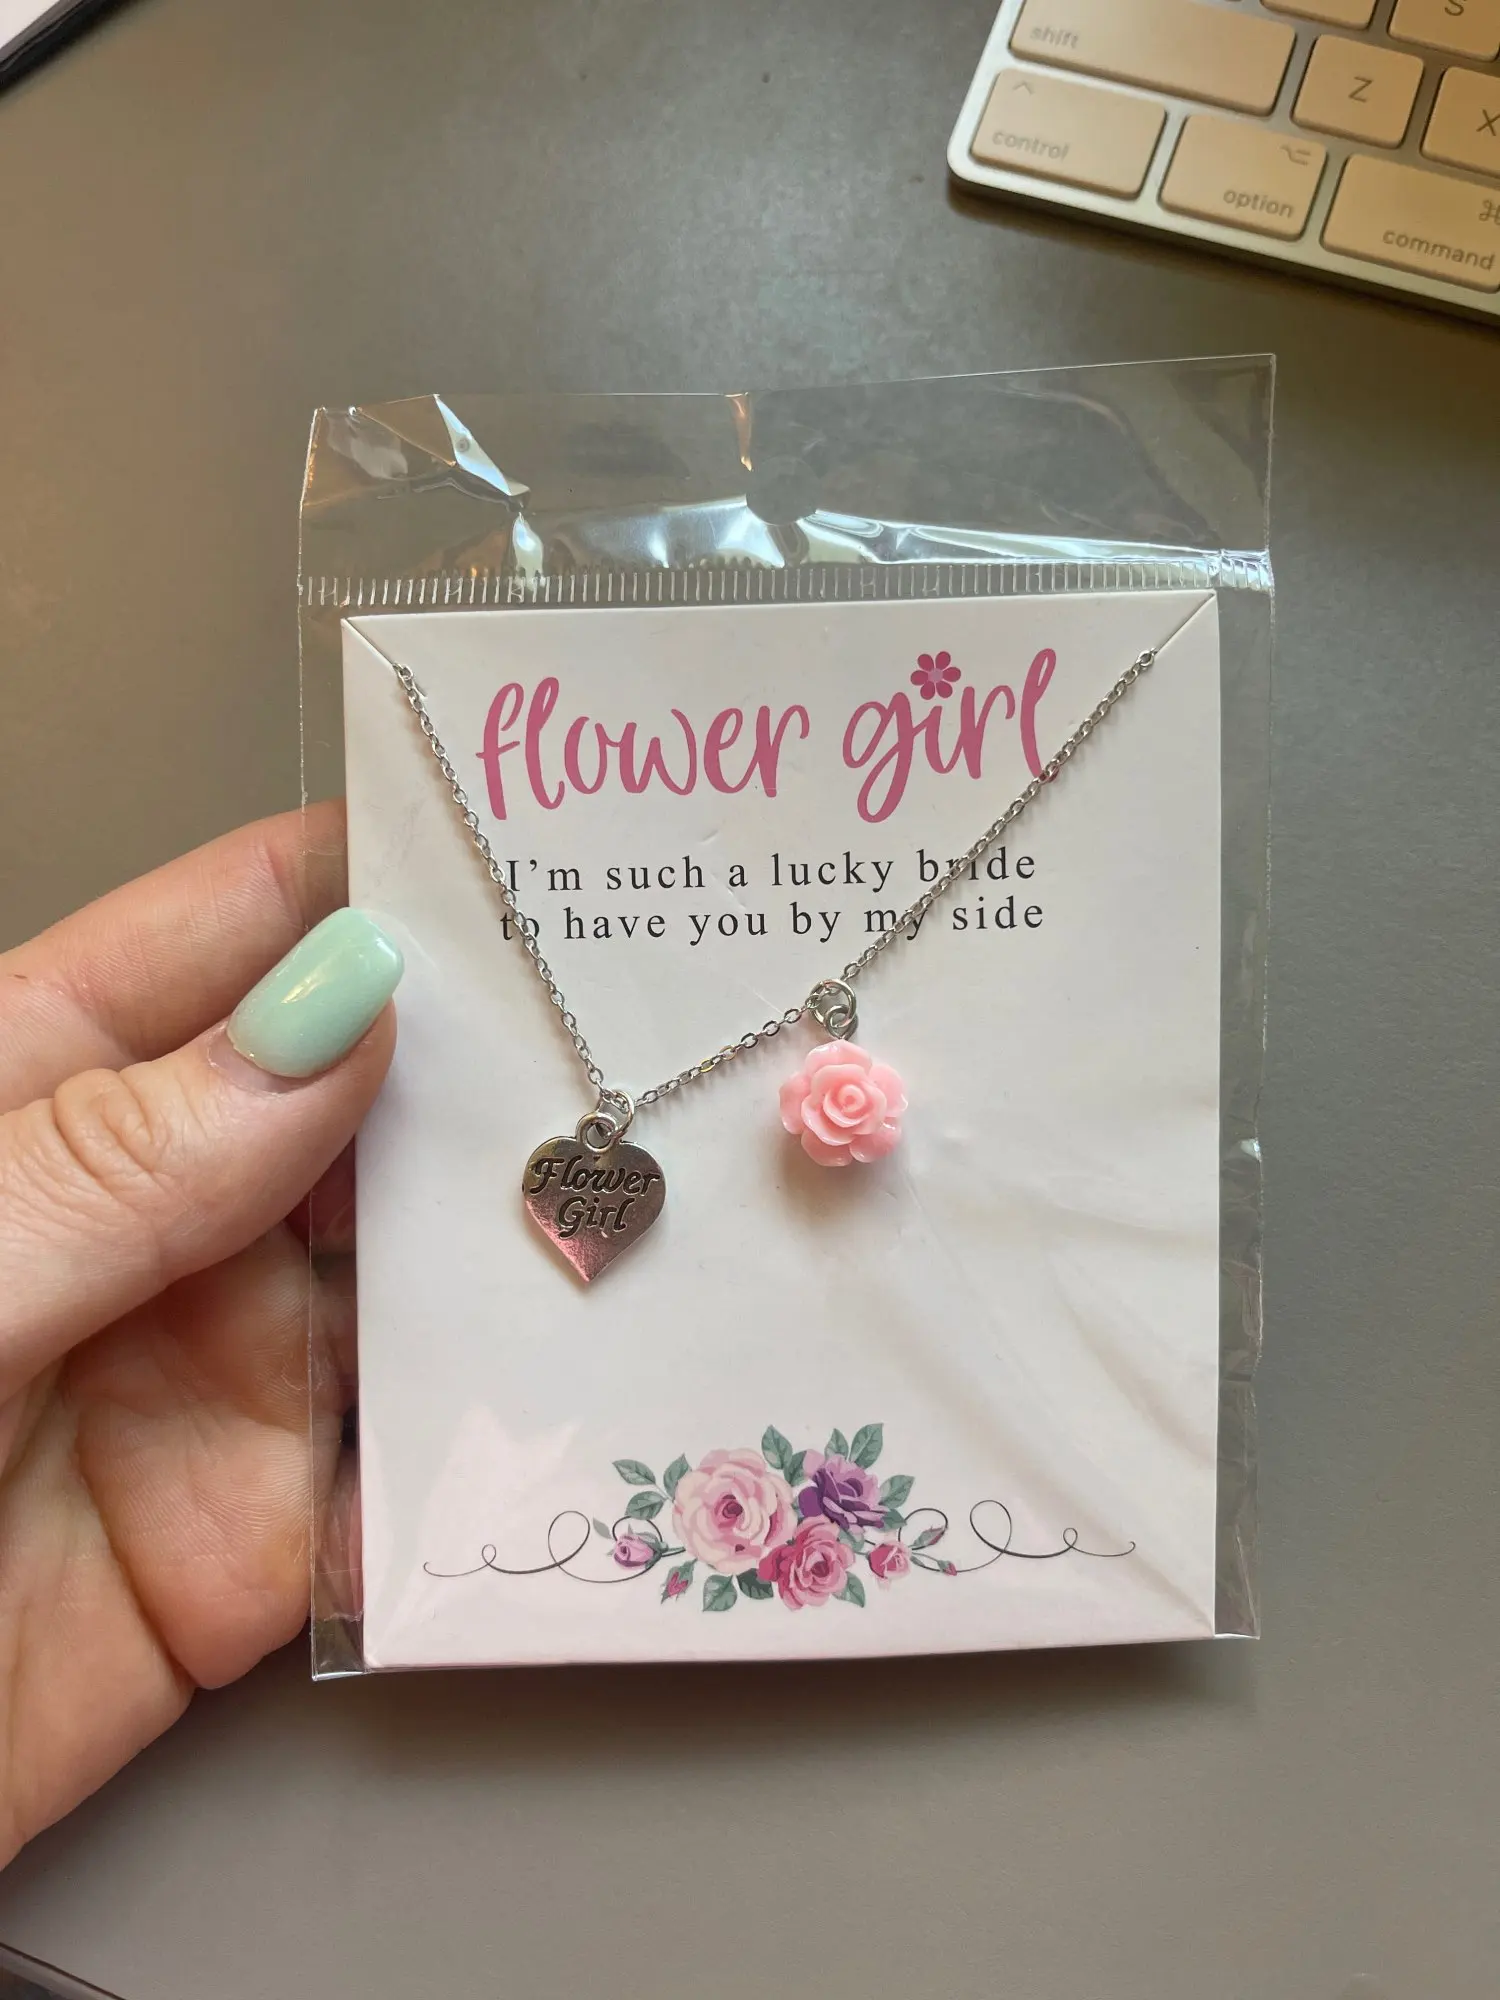 S
shift
Z
X
control
option
⌘
command
flower girl
I'm such a lucky bride
to have you by my side
Flower
Girl